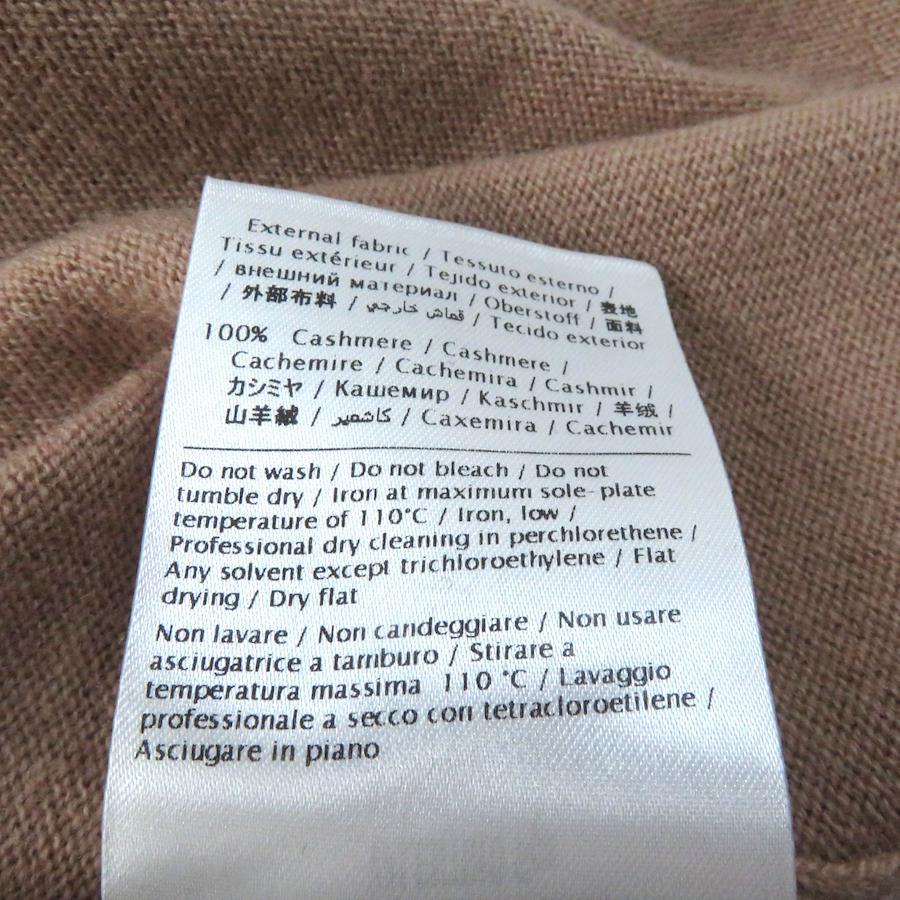 External fabric / Tessuto esterno /
Tissu extérieur / Tejido exterior / 表地
/ внешний материал / Oberstoff / 面料
/ 外部布料 / قماش خارجي / Tecido exterior
100% Cashmere / Cashmere /
Cachemire / Cachemira / Cashmir /
カシミヤ / Кашемир / Kaschmir / 羊绒 /
山羊絨 / كاشمير / Caxemira / Cachemir
Do not wash / Do not bleach / Do not
tumble dry / Iron at maximum sole-plate
temperature of 110°C / Iron, low /
Professional dry cleaning in perchlorethene /
Any solvent except trichloroethylene / Flat
drying / Dry flat
Non lavare / Non candeggiare / Non usare
asciugatrice a tamburo / Stirare a
temperatura massima 110 °C / Lavaggio
professionale a secco con tetracloroetilene /
Asciugare in piano